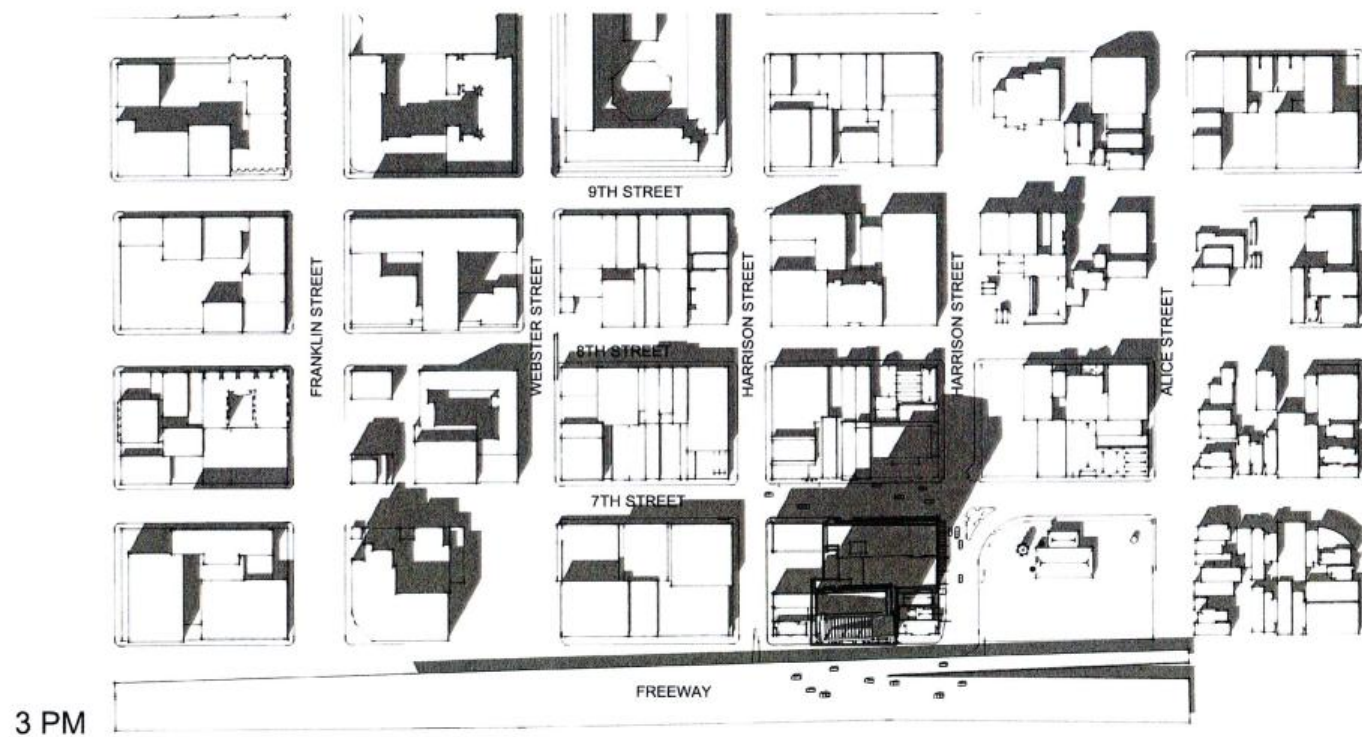 9TH STREET
FRANKLIN STREET
WEBSTER STREET
HARRISON STREET
HARRISON STREET
ALICE STREET
8TH STREET
7TH STREET
FREEWAY
3 PM